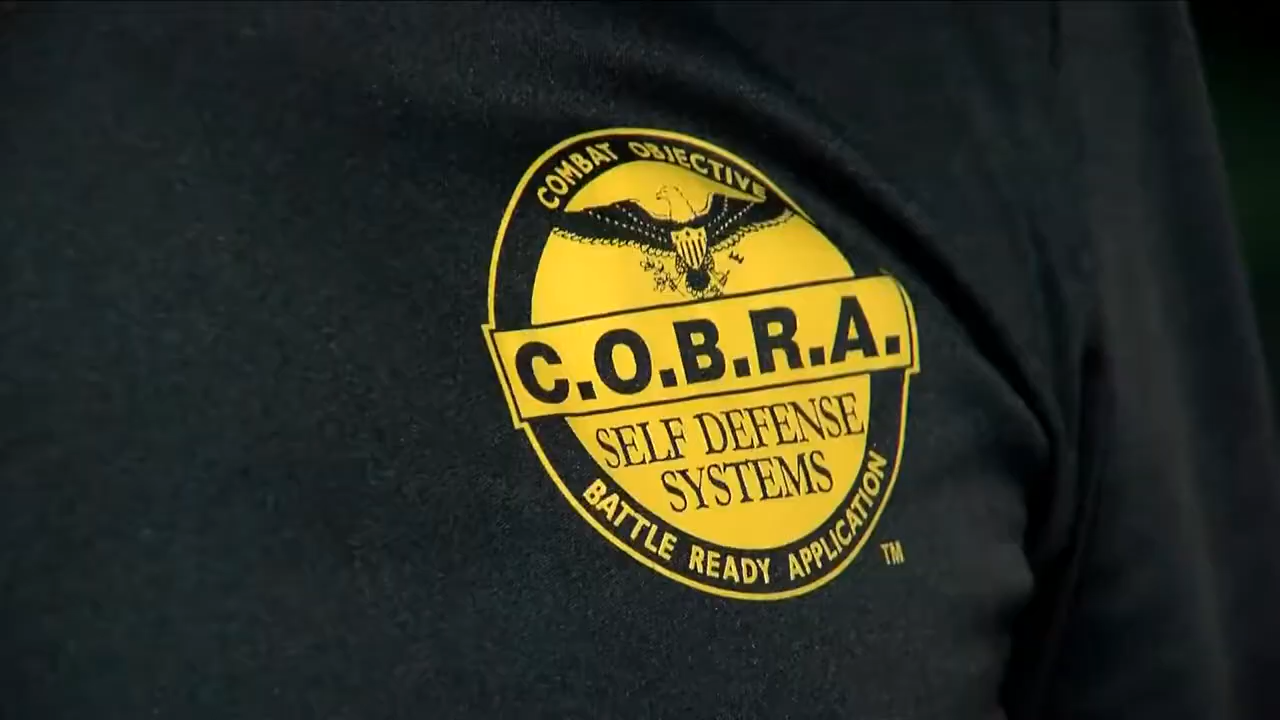 COMBAT OBJECTIVE
C.O.B.R.A.
SELF DEFENSE
SYSTEMS
BATTLE READY APPLICATION
TM